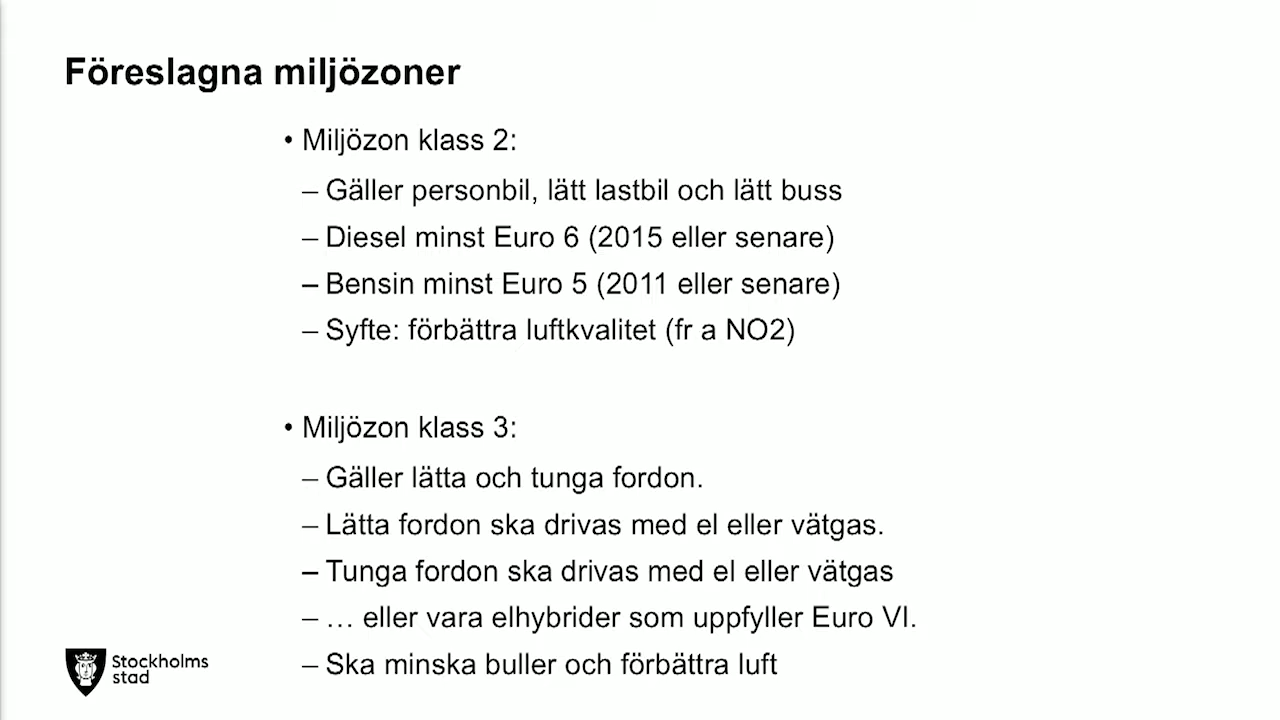 Föreslagna miljözoner
• Miljözon klass 2:
– Gäller personbil, lätt lastbil och lätt buss
– Diesel minst Euro 6 (2015 eller senare)
– Bensin minst Euro 5 (2011 eller senare)
– Syfte: förbättra luftkvalitet (fr a NO2)
• Miljözon klass 3:
– Gäller lätta och tunga fordon.
– Lätta fordon ska drivas med el eller vätgas.
– Tunga fordon ska drivas med el eller vätgas
– … eller vara elhybrider som uppfyller Euro VI.
– Ska minska buller och förbättra luft
Stockholms
stad